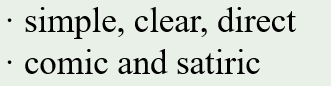 · simple, clear, direct
· comic and satiric